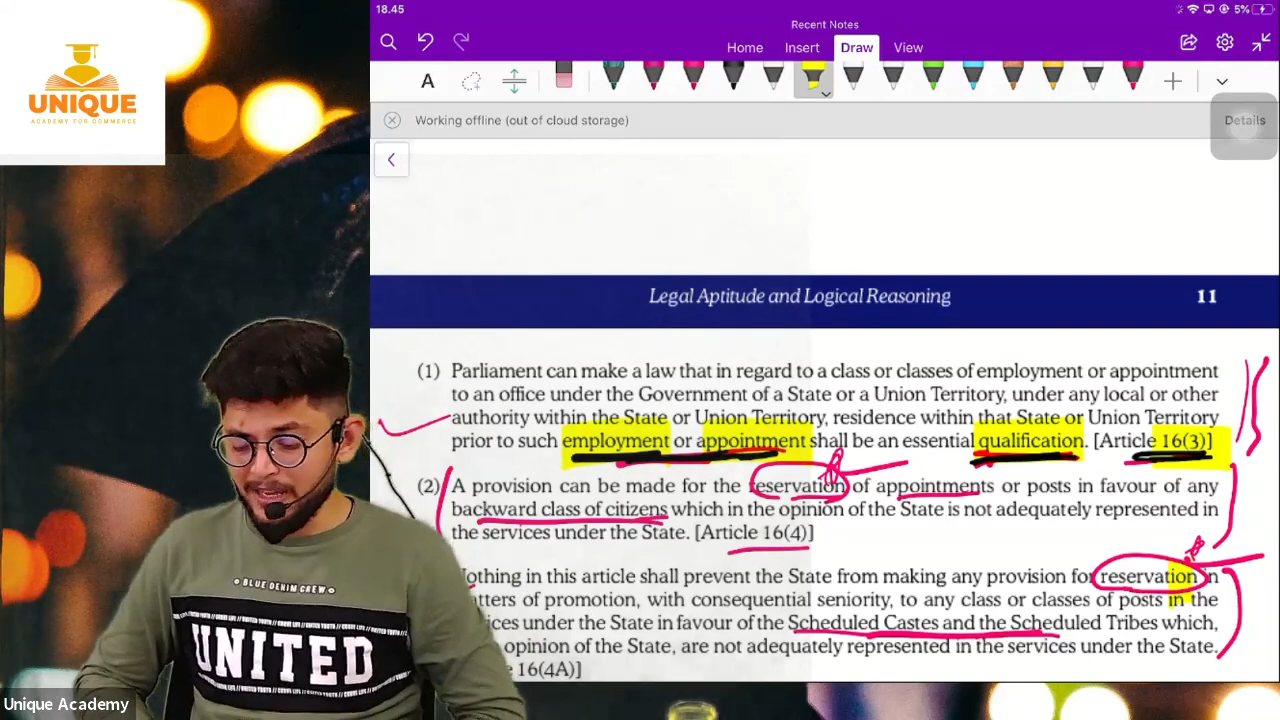 18.45
5%
Recent Notes
Home Insert Draw View
A
Working offline (out of cloud storage)
Details
UNIQUE
ACADEMY FOR COMMERCE
Legal Aptitude and Logical Reasoning 11
(1) Parliament can make a law that in regard to a class or classes of employment or appointment
to an office under the Government of a State or a Union Territory, under any local or other
authority within the State or Union Territory, residence within that State or Union Territory
prior to such employment or appointment shall be an essential qualification. [Article 16(3)]
(2) A provision can be made for the reservation of appointments or posts in favour of any
backward class of citizens which in the opinion of the State is not adequately represented in
the services under the State. [Article 16(4)]
Nothing in this article shall prevent the State from making any provision for reservation in
of promotion, with consequential seniority, to any class or classes of posts in the
under the State in favour of the Scheduled Castes and the Scheduled Tribes which,
opinion of the State, are not adequately represented in the services under the State.
16(4A)]
BLUE DENIM CREW
UNITED
Unique Academy